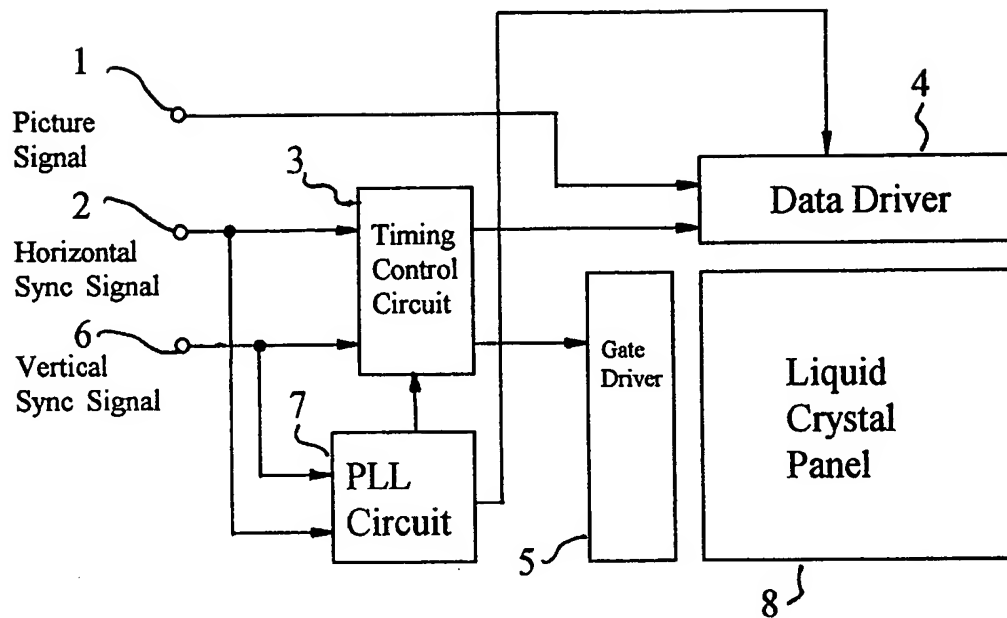 1
Picture
Signal
2
Horizontal
Sync Signal
6
Vertical
Sync Signal
3
Timing
Control
Circuit
7
PLL
Circuit
4
Data Driver
Gate
Driver
5
Liquid
Crystal
Panel
8